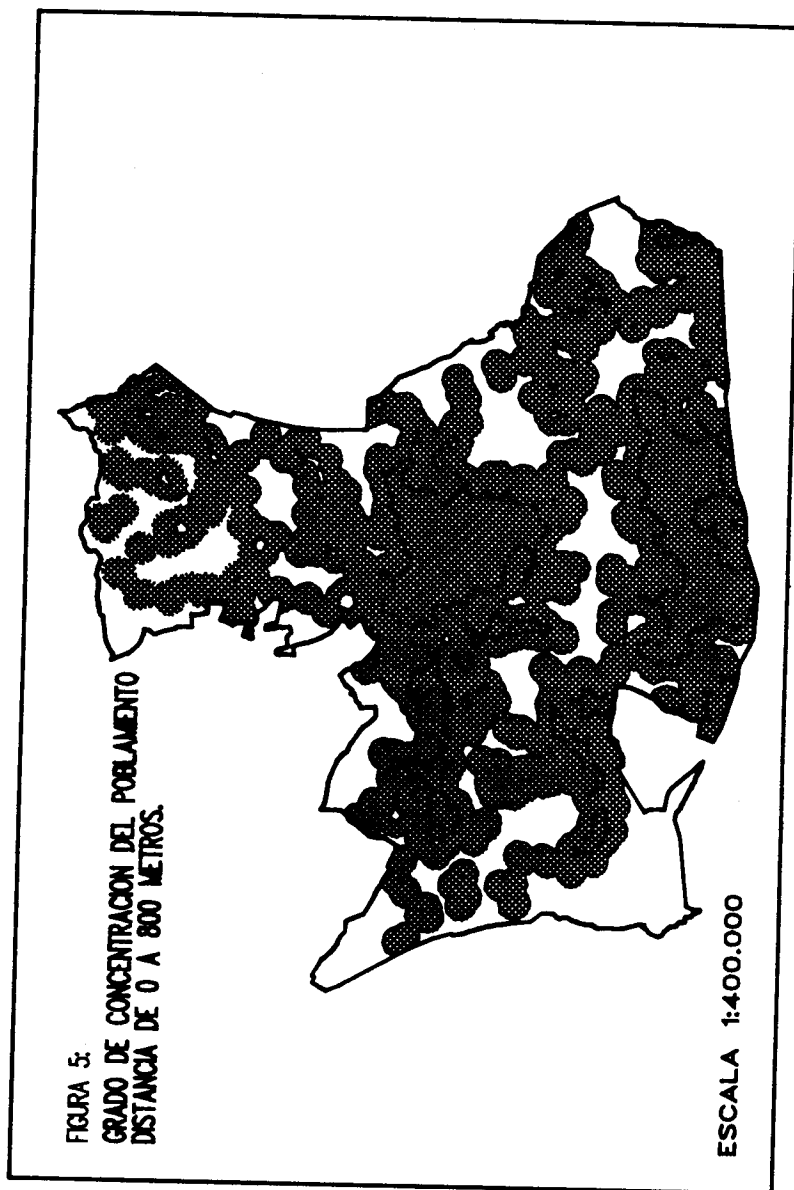 FIGURA 5:
GRADO DE CONCENTRACION DEL POBLAMIENTO
DISTANCIA DE 0 A 800 METROS.
ESCALA 1:400.000